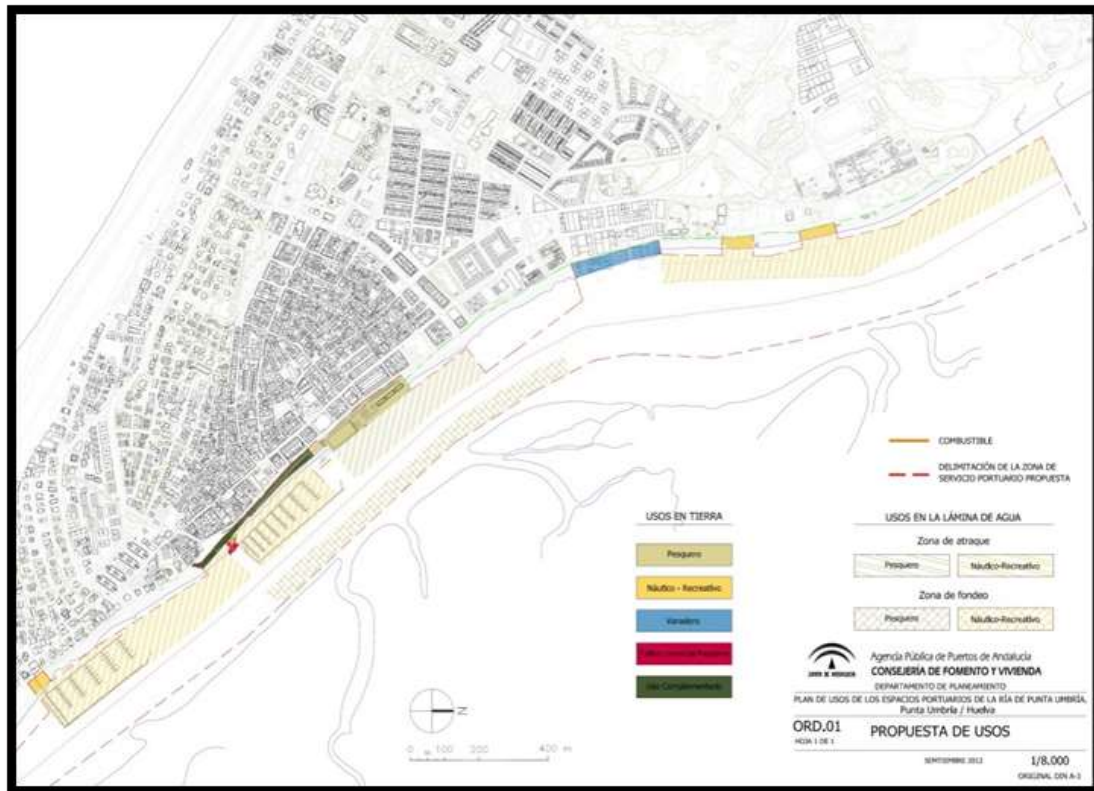 COMBUSTIBLE
DELIMITACIÓN DE LA ZONA DE
SERVICIO PORTUARIO PROPUESTA
USOS EN TIERRA
Pesquero
Náutico - Recreativo
Varadero
Uso Complementario
USOS EN LA LÁMINA DE AGUA
Zona de atraque
Pesquero Náutico-Recreativo
Zona de fondeo
Pesquero Náutico-Recreativo
N
0 100 200 400 m
JUNTA DE ANDALUCIA
Agencia Pública de Puertos de Andalucía
CONSEJERÍA DE FOMENTO Y VIVIENDA
DEPARTAMENTO DE PLANEAMIENTO
PLAN DE USOS DE LOS ESPACIOS PORTUARIOS DE LA RÍA DE PUNTA UMBRÍA,
Punta Umbría / Huelva
ORD.01 PROPUESTA DE USOS
HOJA 1 DE 1
SEPTIEMBRE 2012 1/8.000
ORIGINAL DIN A-3